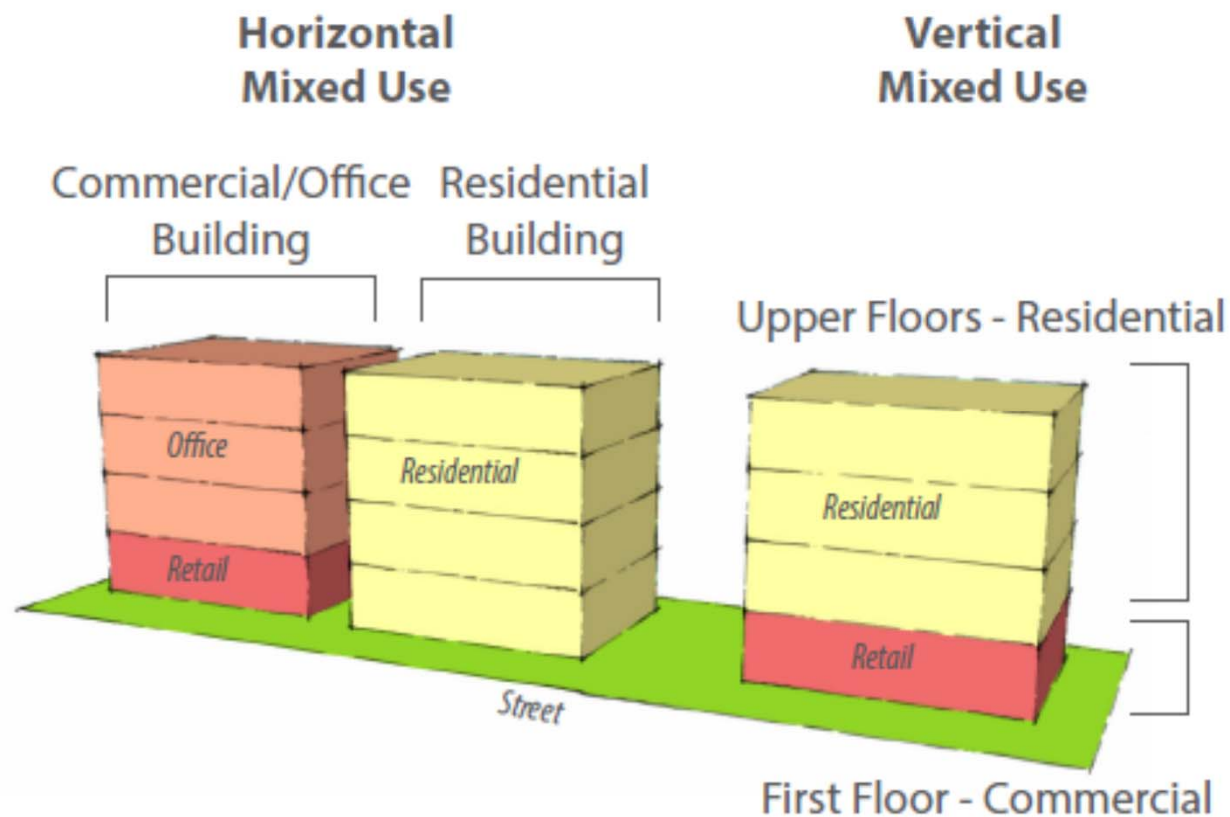 Horizontal
Mixed Use
Vertical
Mixed Use
Commercial/Office
Building
Residential
Building
Upper Floors - Residential
Office
Retail
Residential
Residential
Retail
Street
First Floor - Commercial